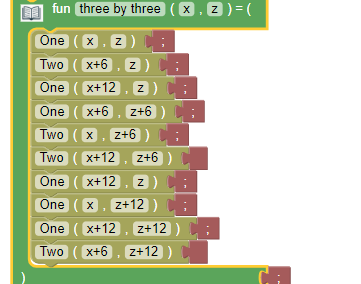 fun three by three ( x , z ) = (
One ( x , z ) ;
Two ( x+6 , z ) ;
One ( x+12 , z ) ;
One ( x+6 , z+6 ) ;
Two ( x , z+6 ) ;
Two ( x+12 , z+6 )
One ( x+12 , z ) ;
One ( x , z+12 ) ;
One ( x+12 , z+12 ) ;
Two ( x+6 , z+12 )
) ;